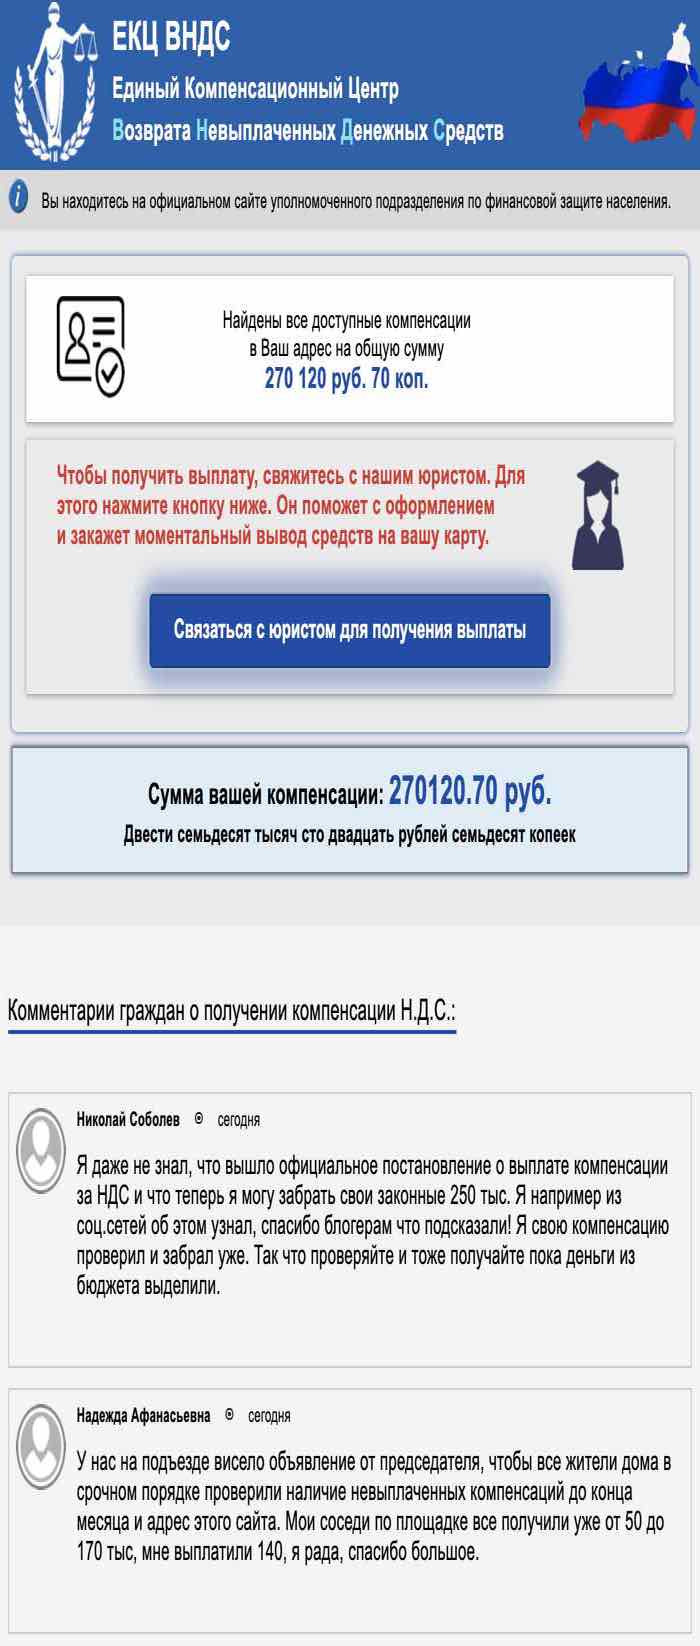 ЕКЦ ВНДС
Единый Компенсационный Центр
Возврата Невыплаченных Денежных Средств
i
Вы находитесь на официальном сайте уполномоченного подразделения по финансовой защите населения.
Найдены все доступные компенсации
в Ваш адрес на общую сумму
270 120 руб. 70 коп.
Чтобы получить выплату, свяжитесь с нашим юристом. Для
этого нажмите кнопку ниже. Он поможет с оформлением
и закажет моментальный вывод средств на вашу карту.
Связаться с юристом для получения выплаты
Сумма вашей компенсации: 270120.70 руб.
Двести семьдесят тысяч сто двадцать рублей семьдесят копеек
Комментарии граждан о получении компенсации Н.Д.С.:
Николай Соболев сегодня
Я даже не знал, что вышло официальное постановление о выплате компенсации
за НДС и что теперь я могу забрать свои законные 250 тыс. Я например из
соц.сетей об этом узнал, спасибо блогерам что подсказали! Я свою компенсацию
проверил и забрал уже. Так что проверяйте и тоже получайте пока деньги из
бюджета выделили.
Надежда Афанасьевна сегодня
У нас на подъезде висело объявление от председателя, чтобы все жители дома в
срочном порядке проверили наличие невыплаченных компенсаций до конца
месяца и адрес этого сайта. Мои соседи по площадке все получили уже от 50 до
170 тыс, мне выплатили 140, я рада, спасибо большое.